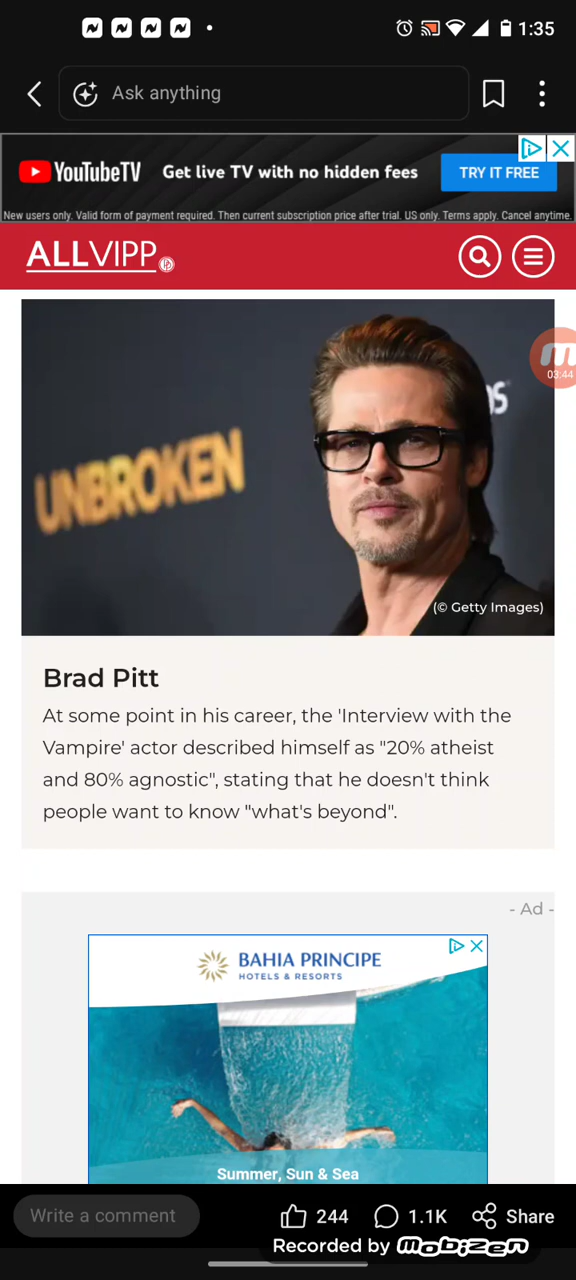 1:35
Ask anything
YouTubeTV Get live TV with no hidden fees TRY IT FREE
New users only. Valid form of payment required. Then current subscription price after trial. US only. Terms apply. Cancel anytime.
ALLVIPP
03:44
UNBROKEN
(© Getty Images)
Brad Pitt
At some point in his career, the 'Interview with the
Vampire' actor described himself as "20% atheist
and 80% agnostic", stating that he doesn't think
people want to know "what's beyond".
- Ad -
BAHIA PRINCIPE
HOTELS & RESORTS
Summer, Sun & Sea
Write a comment 244 1.1K Share
Recorded by mobizen